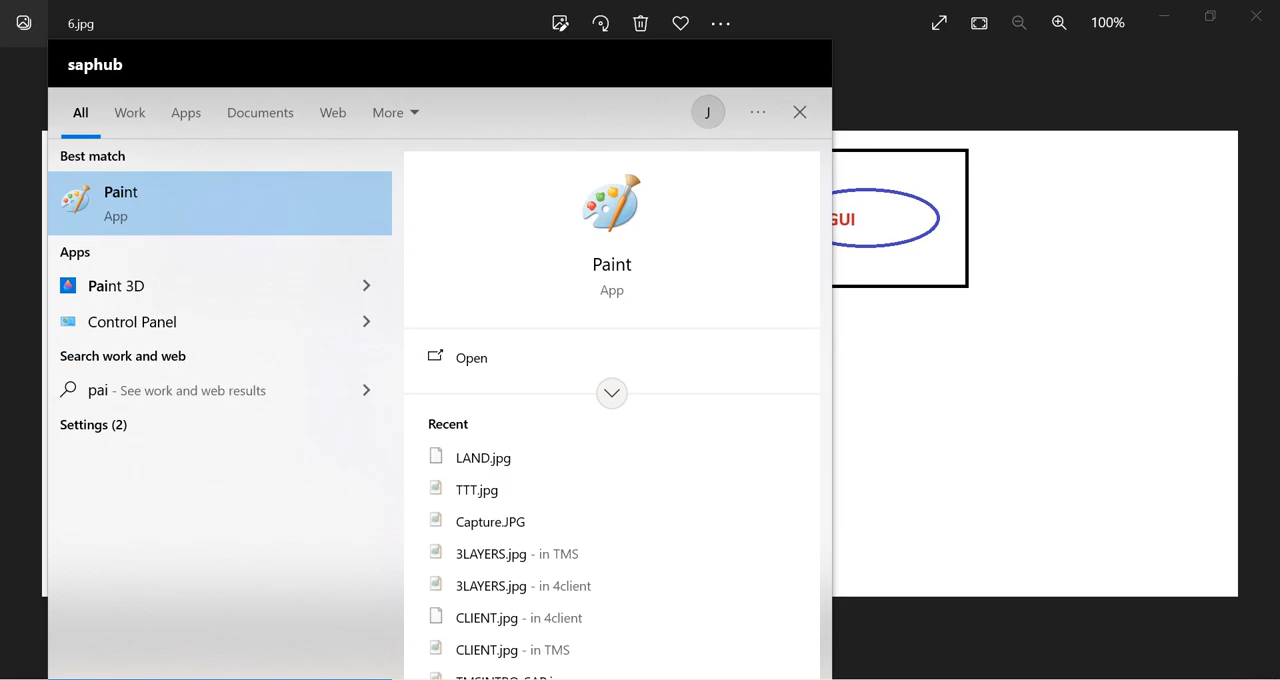 6.jpg
100%
saphub
All Work Apps Documents Web More
J
Best match
Paint
App
Apps
Paint 3D
Control Panel
Search work and web
pai - See work and web results
Settings (2)
Paint
App
Open
Recent
LAND.jpg
TTT.jpg
Capture.JPG
3LAYERS.jpg - in TMS
3LAYERS.jpg - in 4client
CLIENT.jpg - in 4client
CLIENT.jpg - in TMS
GUI